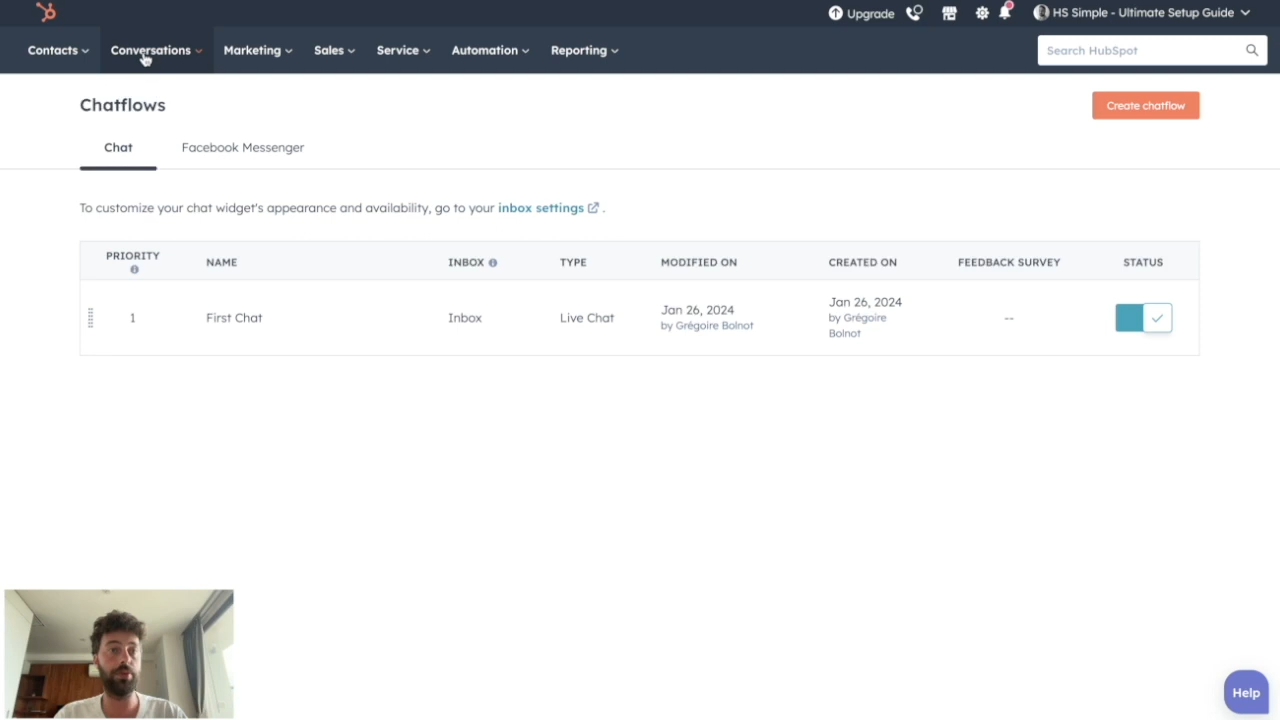 Upgrade
HS Simple - Ultimate Setup Guide
Contacts
Conversations
Marketing
Sales
Service
Automation
Reporting
Search HubSpot
Chatflows
Create chatflow
Chat
Facebook Messenger
To customize your chat widget's appearance and availability, go to your inbox settings .
PRIORITY
NAME
INBOX
TYPE
MODIFIED ON
CREATED ON
FEEDBACK SURVEY
STATUS
1
First Chat
Inbox
Live Chat
Jan 26, 2024
by Grégoire Bolnot
Jan 26, 2024
by Grégoire
Bolnot
--
Help